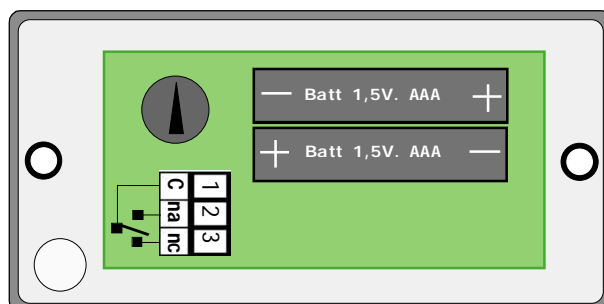 — Batt 1,5V. AAA +
+ Batt 1,5V. AAA —
C 1
na 2
nc 3